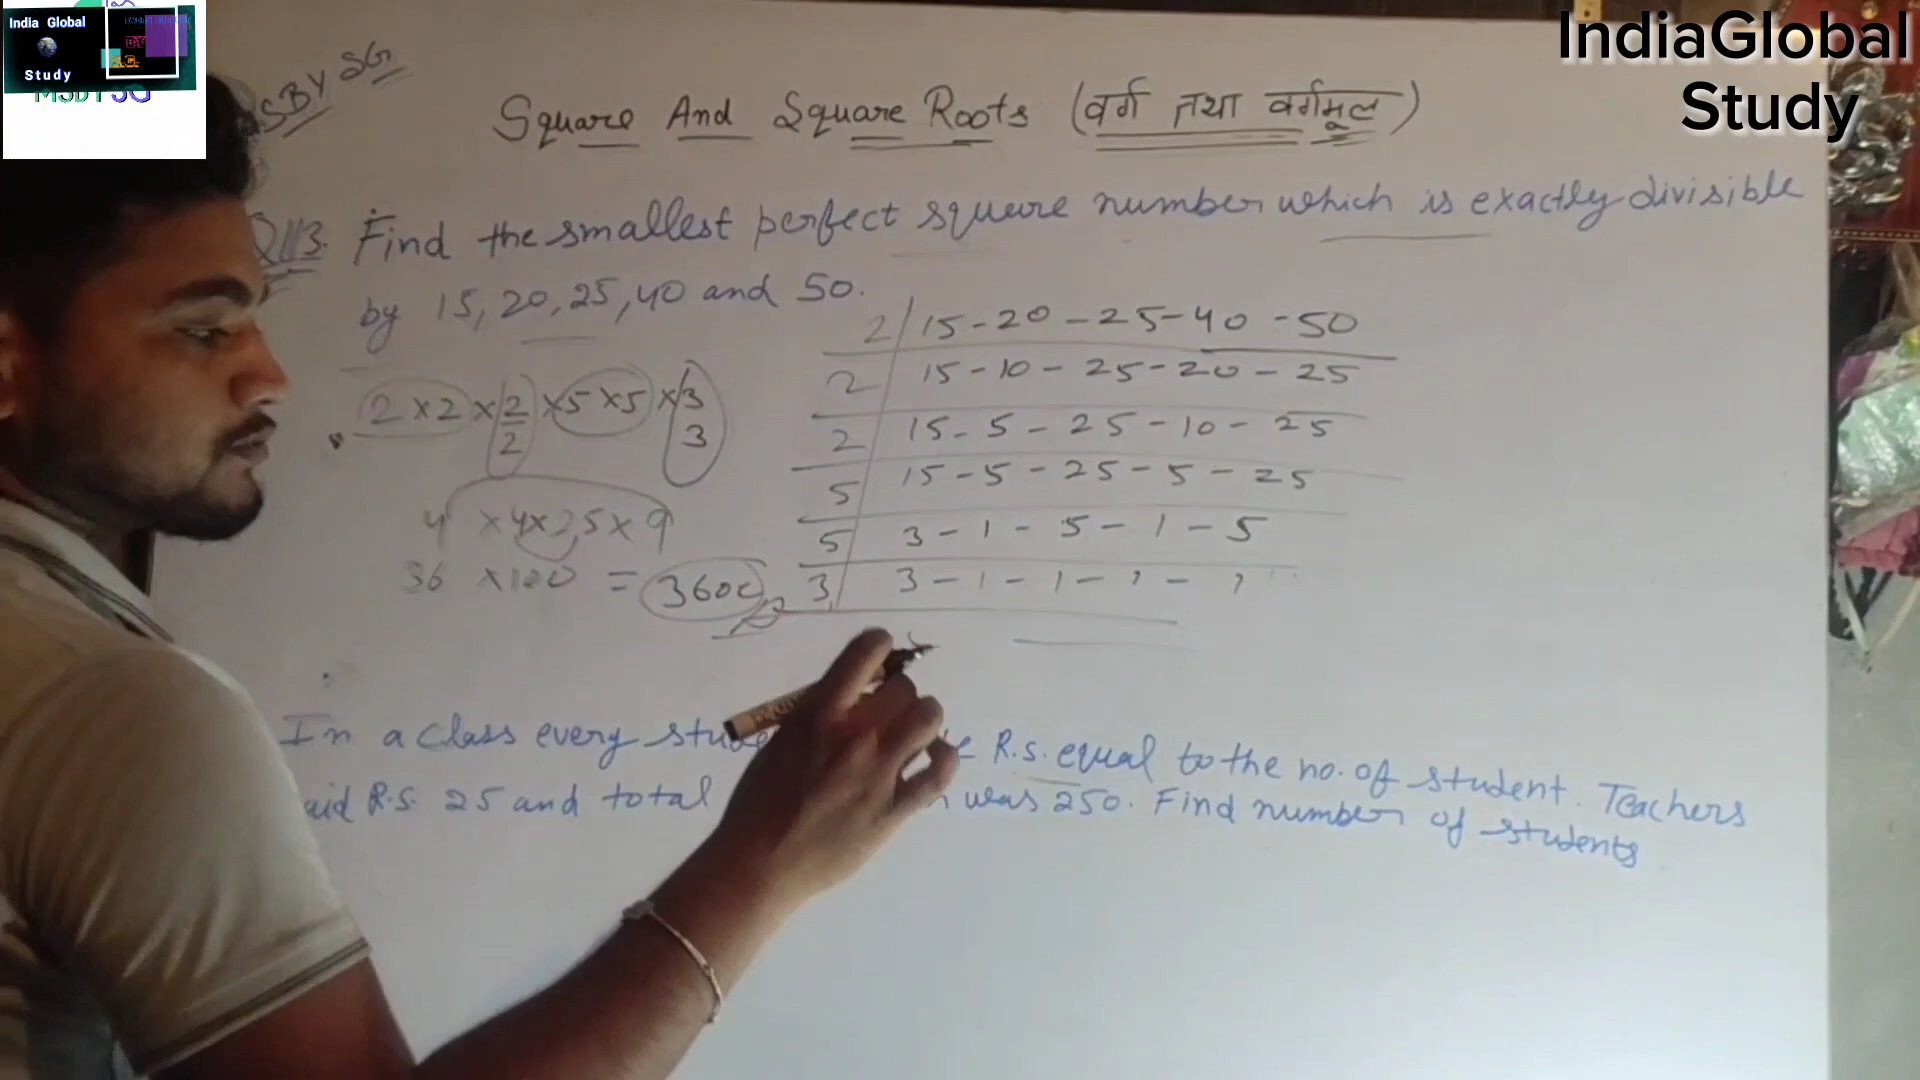 India Global
Study
IndiaGlobal
Study
SBY SG
Square And Square Roots (वर्ग तथा वर्गमूल)
Q113. Find the smallest perfect square number which is exactly divisible
by 15, 20, 25, 40 and 50.
2 × 2 × 2/2 × 5 × 5 × 3/3
4 × 4 × 25 × 9
36 × 100 = 3600
2 | 15 - 20 - 25 - 40 - 50
2 | 15 - 10 - 25 - 20 - 25
2 | 15 - 5 - 25 - 10 - 25
5 | 15 - 5 - 25 - 5 - 25
5 | 3 - 1 - 5 - 1 - 5
3 | 3 - 1 - 1 - 1 - 1
In a class every R.s. equal to the no. of student. Teachers
R.S. 25 and total was 250. Find number of students